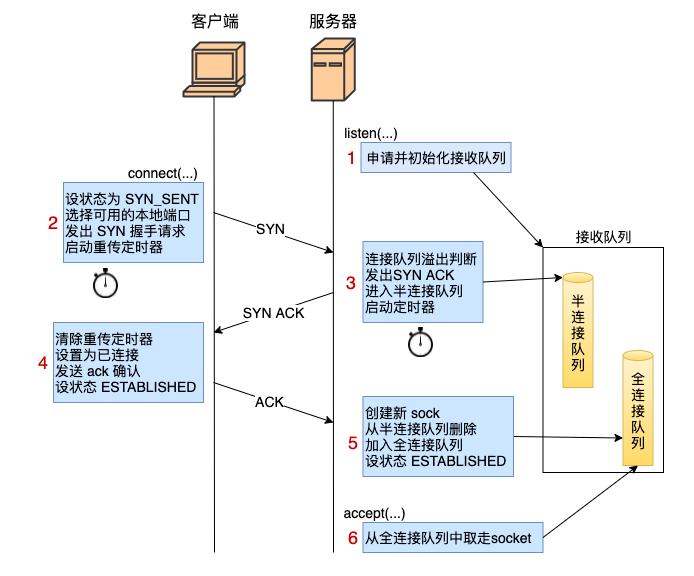 客户端
服务器
listen(...)
1
申请并初始化接收队列
connect(...)
2
设状态为 SYN_SENT
选择可用的本地端口
发出 SYN 握手请求
启动重传定时器
SYN
接收队列
3
连接队列溢出判断
发出SYN ACK
进入半连接队列
启动定时器
半连接队列
SYN ACK
4
清除重传定时器
设置为已连接
发送 ack 确认
设状态 ESTABLISHED
全连接队列
ACK
5
创建新 sock
从半连接队列删除
加入全连接队列
设状态 ESTABLISHED
accept(...)
6
从全连接队列中取走socket